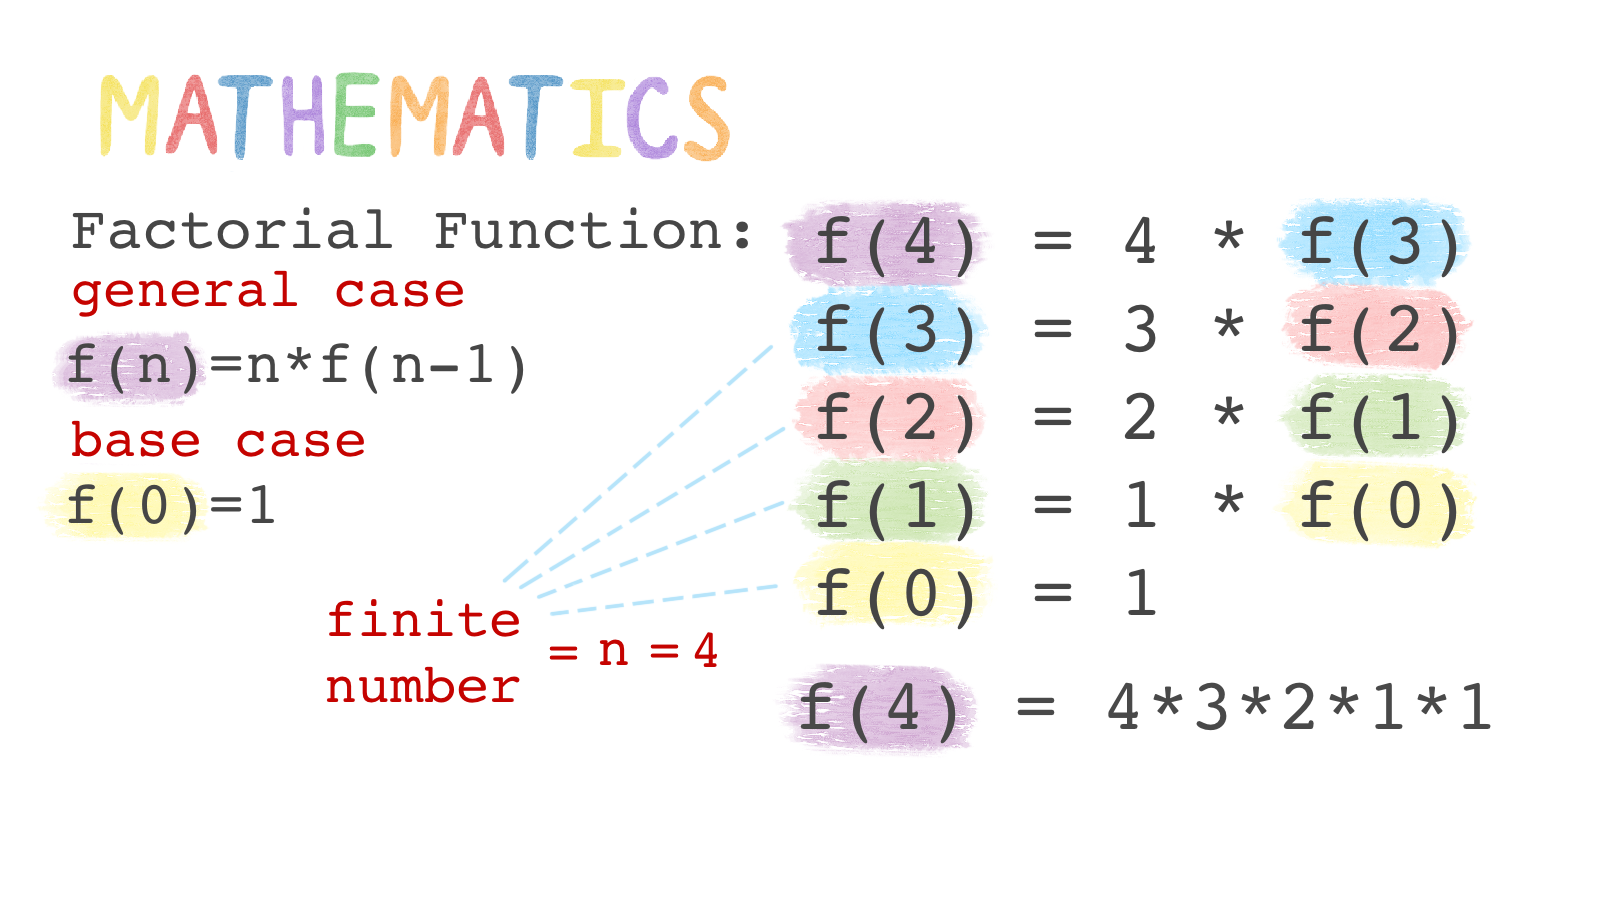 MATHEMATICS
Factorial Function:
general case
f(n)=n*f(n-1)
base case
f(0)=1
finite
number
= n = 4
f(4) = 4 * f(3)
f(3) = 3 * f(2)
f(2) = 2 * f(1)
f(1) = 1 * f(0)
f(0) = 1
f(4) = 4*3*2*1*1